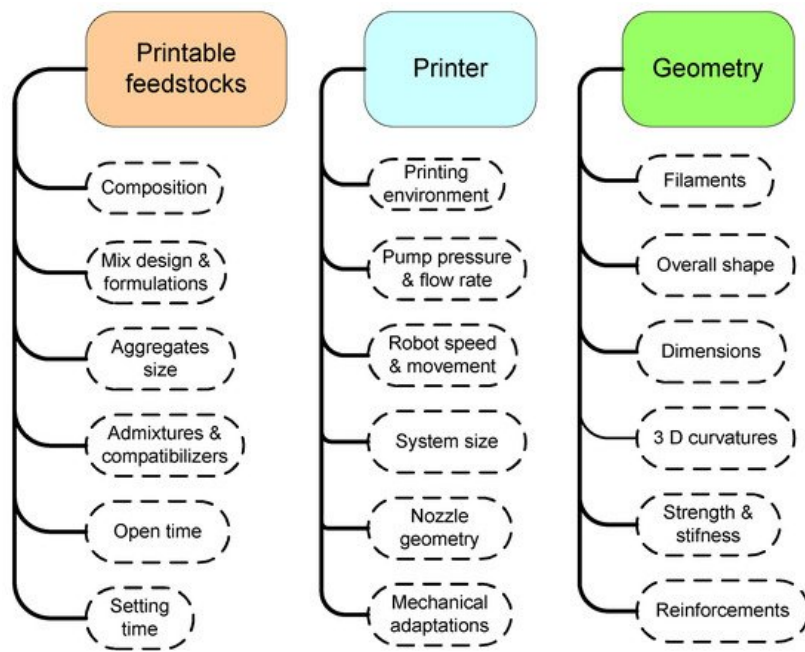 Printable
feedstocks
Composition
Mix design &
formulations
Aggregates
size
Admixtures &
compatibilizers
Open time
Setting
time
Printer
Printing
environment
Pump pressure
& flow rate
Robot speed
& movement
System size
Nozzle
geometry
Mechanical
adaptations
Geometry
Filaments
Overall shape
Dimensions
3 D curvatures
Strength &
stifness
Reinforcements